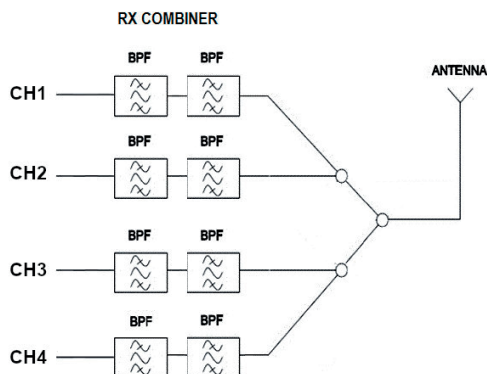 RX COMBINER
BPF BPF
ANTENNA
CH1
BPF BPF
CH2
BPF BPF
CH3
BPF BPF
CH4